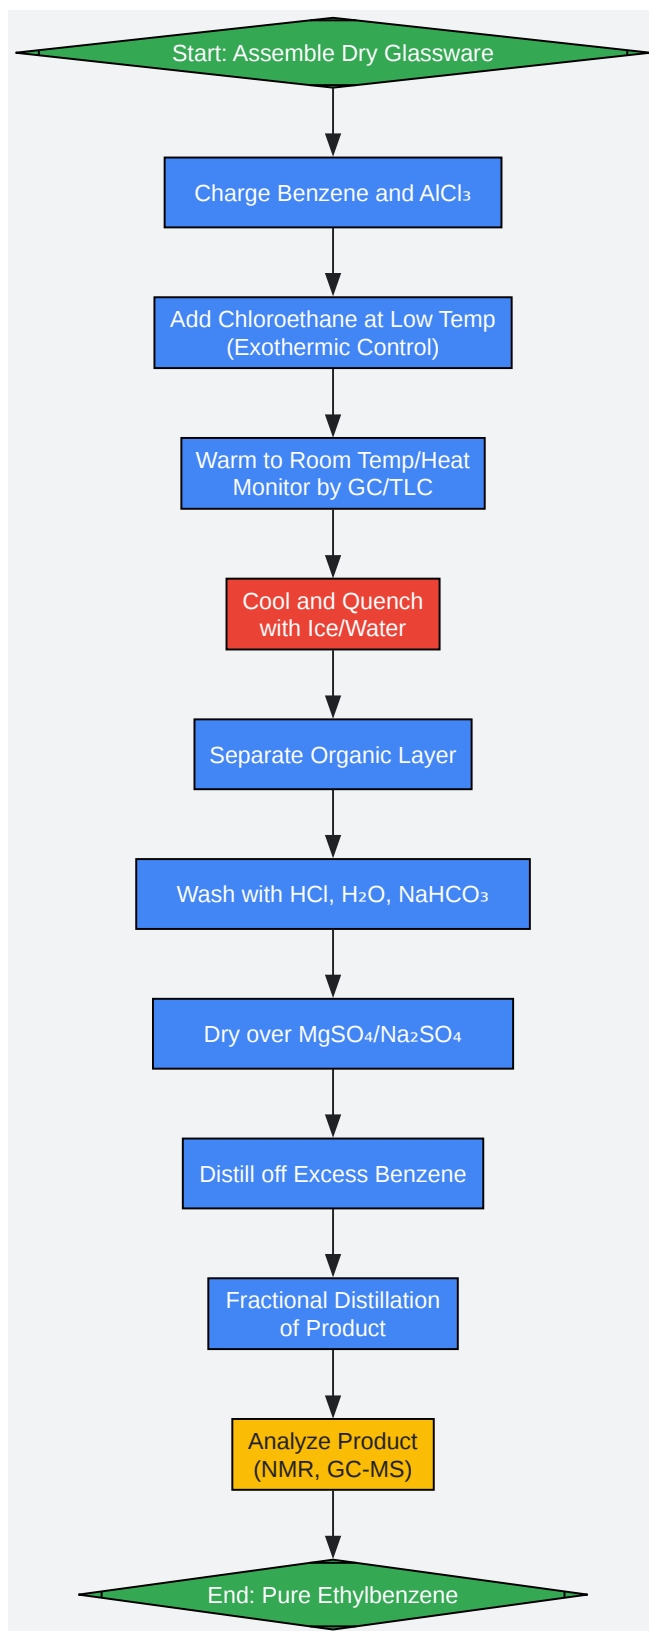 Start: Assemble Dry Glassware
Charge Benzene and AlCl₃
Add Chloroethane at Low Temp
(Exothermic Control)
Warm to Room Temp/Heat
Monitor by GC/TLC
Cool and Quench
with Ice/Water
Separate Organic Layer
Wash with HCl, H₂O, NaHCO₃
Dry over MgSO₄/Na₂SO₄
Distill off Excess Benzene
Fractional Distillation
of Product
Analyze Product
(NMR, GC-MS)
End: Pure Ethylbenzene